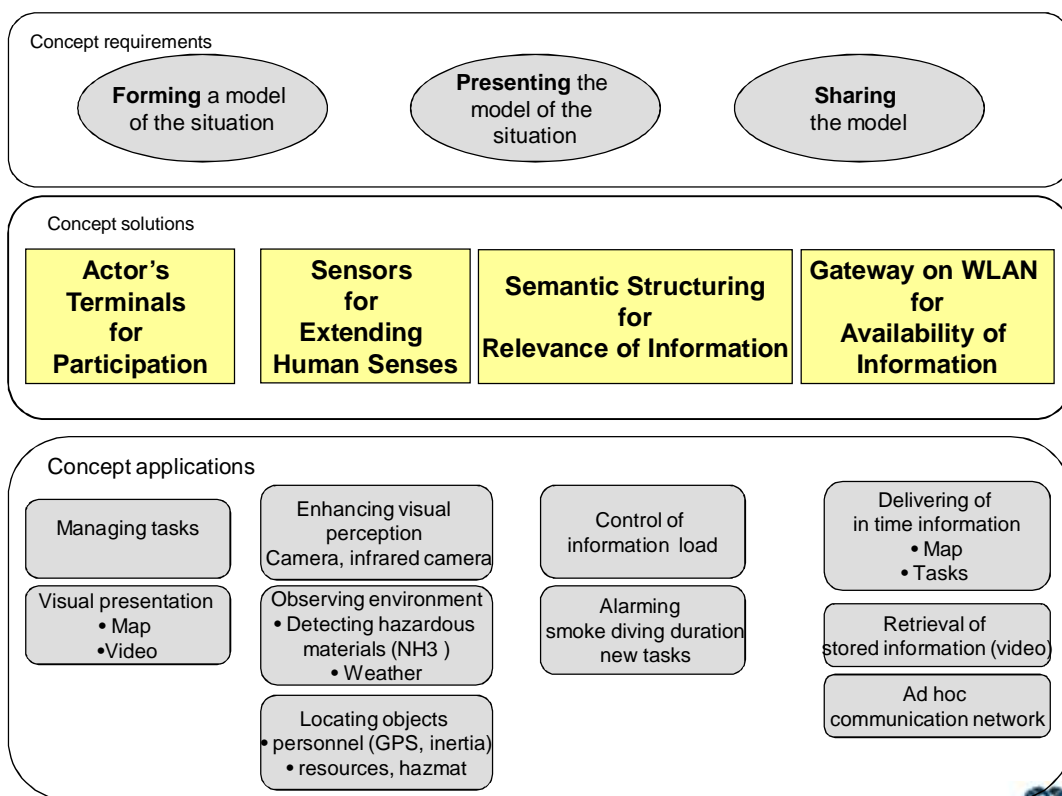 Concept requirements
Forming a model
of the situation
Presenting the
model of the
situation
Sharing
the model
Concept solutions
Actor's
Terminals
for
Participation
Sensors
for
Extending
Human Senses
Semantic Structuring
for
Relevance of Information
Gateway on WLAN
for
Availability of
Information
Concept applications
Managing tasks
Visual presentation
• Map
•Video
Enhancing visual
perception
Camera, infrared camera
Observing environment
• Detecting hazardous
materials (NH3 )
• Weather
Locating objects
• personnel (GPS, inertia)
• resources, hazmat
Control of
information load
Alarming
smoke diving duration
new tasks
Delivering of
in time information
• Map
• Tasks
Retrieval of
stored information (video)
Ad hoc
communication network